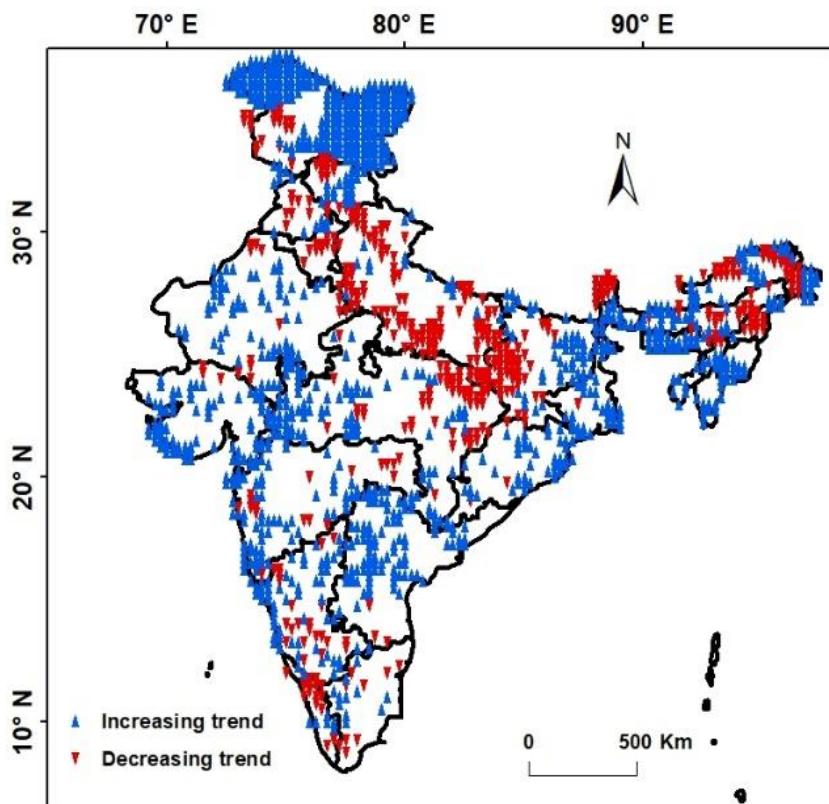 70° E 80° E 90° E
N
30° N
20° N
10° N
Increasing trend
Decreasing trend
0 500 Km